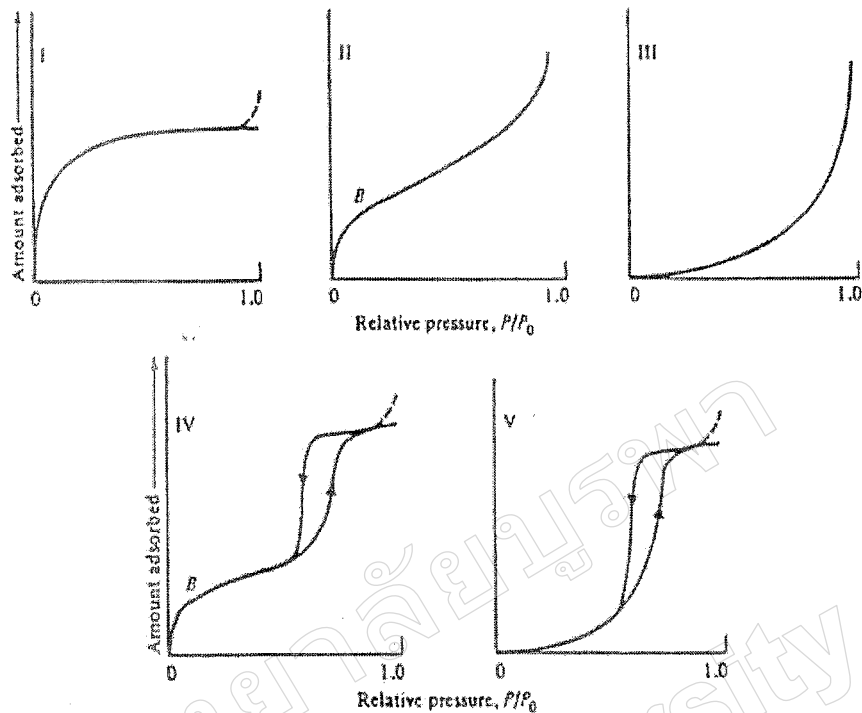 I
II
III
Amount adsorbed
B
0 1.0
0 1.0
0 1.0
Relative pressure, P/P₀
IV
V
Amount adsorbed
B
0 1.0
0 1.0
Relative pressure, P/P₀